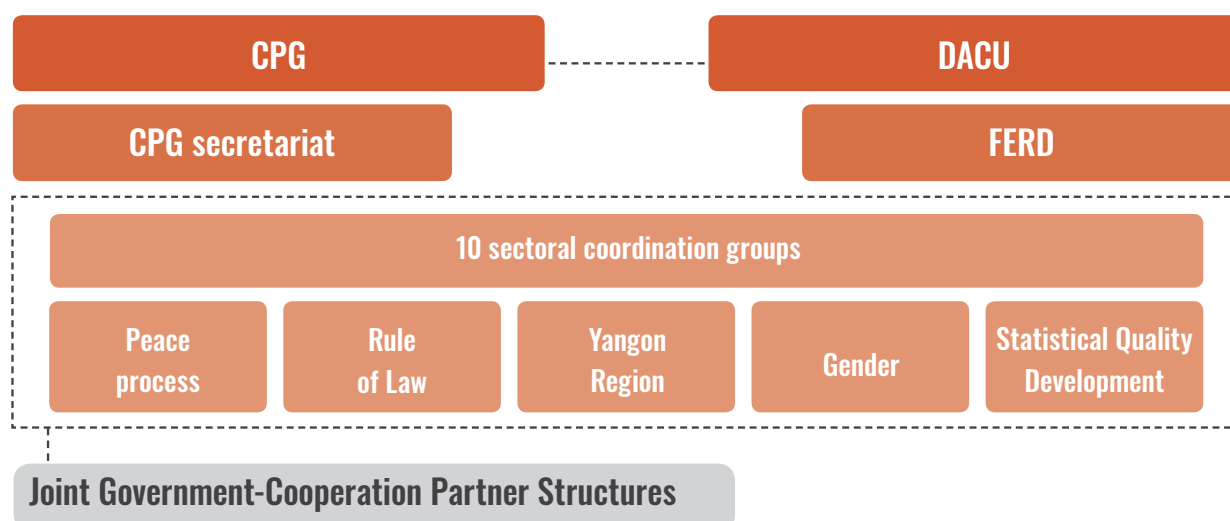 CPG
DACU
CPG secretariat
FERD
10 sectoral coordination groups
Peace
process
Rule
of Law
Yangon
Region
Gender
Statistical Quality
Development
Joint Government-Cooperation Partner Structures